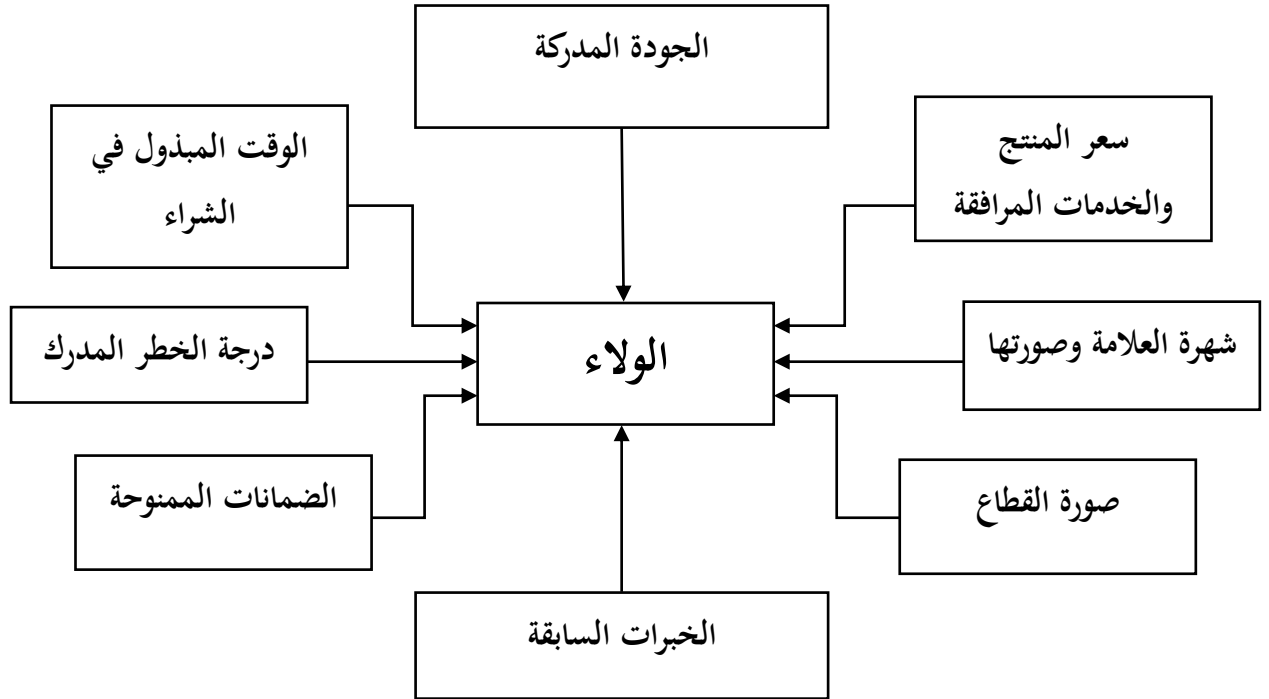 الجودة المدركة
سعر المنتج
والخدمات المرافقة
الوقت المبذول في
الشراء
شهرة العلامة وصورتها
الولاء
درجة الخطر المدرك
صورة القطاع
الضمانات الممنوحة
الخبرات السابقة